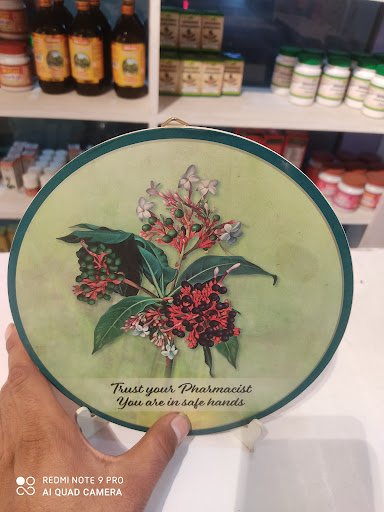 Trust your Pharmacist
You are in safe hands
REDMI NOTE 9 PRO
AI QUAD CAMERA